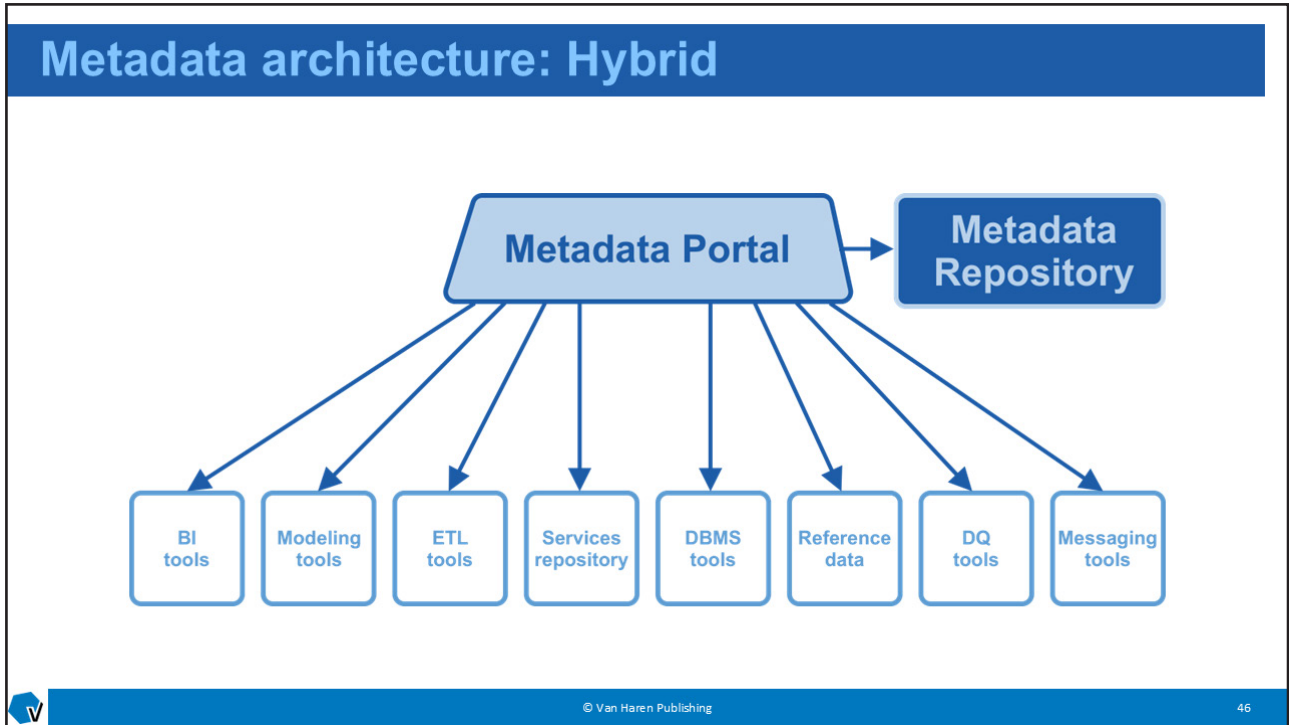 Metadata architecture: Hybrid
Metadata Portal
Metadata
Repository
BI
tools
Modeling
tools
ETL
tools
Services
repository
DBMS
tools
Reference
data
DQ
tools
Messaging
tools
V
© Van Haren Publishing
46